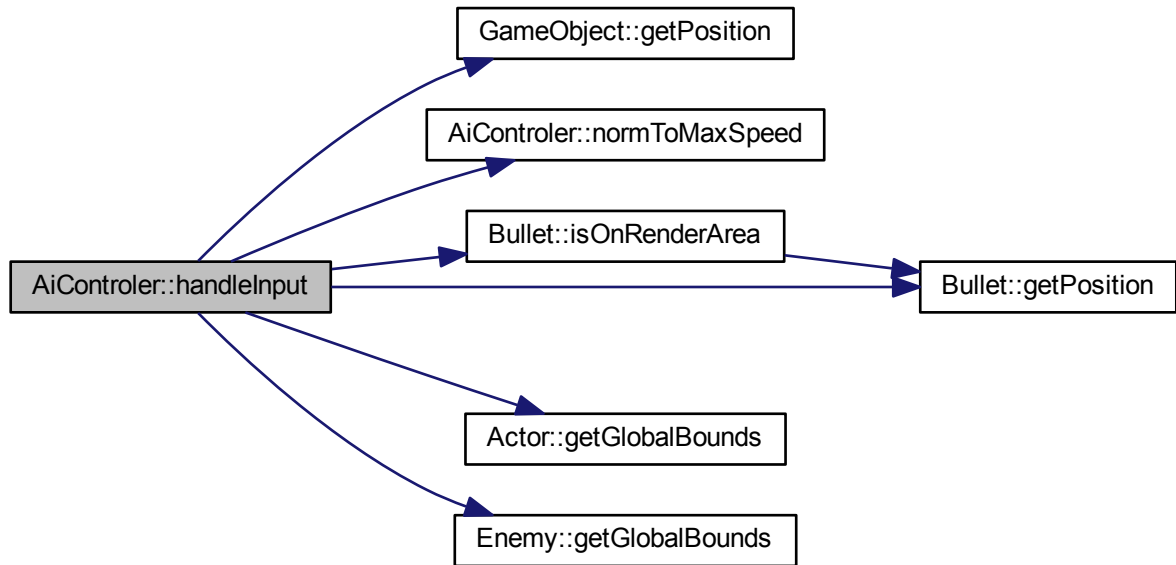 GameObject::getPosition
AiControler::normToMaxSpeed
Bullet::isOnRenderArea
AiControler::handleInput
Bullet::getPosition
Actor::getGlobalBounds
Enemy::getGlobalBounds